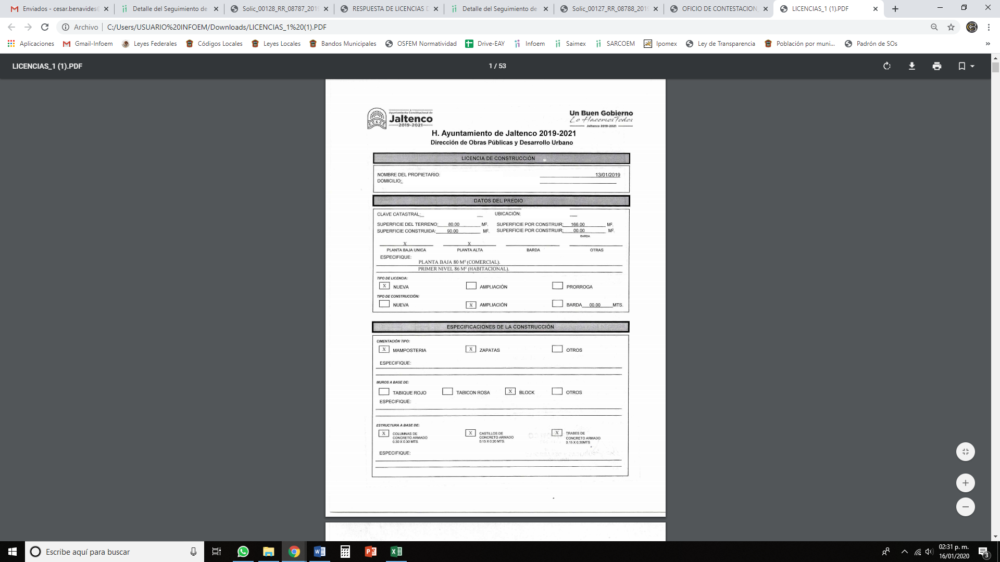 Enviados - cesar.benavides@
Detalle del Seguimiento de
Solic_00128_RR_08787_2019
RESPUESTA DE LICENCIAS D
Detalle del Seguimiento de
Solic_00127_RR_08788_2019
OFICIO DE CONTESTACION
LICENCIAS_1 (1).PDF
Archivo | C:/Users/USUARIO%20INFOEM/Downloads/LICENCIAS_1%20(1).PDF
Aplicaciones Gmail-Infoem Leyes Federales Códigos Locales Leyes Locales Bandos Municipales OSFEM Normatividad Drive-EAY Infoem Saimex SARCOEM Ipomex Ley de Transparencia Población por muni... Padrón de SOs »
LICENCIAS_1 (1).PDF 1 / 53
Ayuntamiento Constitucional de
Jaltenco
2019-2021
Un Buen Gobierno
Lo Hacemos Todos
Jaltenco 2019-2021
H. Ayuntamiento de Jaltenco 2019-2021
Dirección de Obras Públicas y Desarrollo Urbano
LICENCIA DE CONSTRUCCIÓN
NOMBRE DEL PROPIETARIO: 13/01/2019
DOMICILIO:
DATOS DEL PREDIO
CLAVE CATASTRAL: UBICACIÓN:
SUPERFICIE DEL TERRENO: 80.00 M². SUPERFICIE POR CONSTRUIR: 166.00 M².
SUPERFICIE CONSTRUIDA: 90.00 M². SUPERFICIE POR CONSTRUIR: 00.00 M².
BARDA
X X
PLANTA BAJA UNICA PLANTA ALTA BARDA OTRAS
ESPECIFIQUE:
PLANTA BAJA 80 M² (COMERCIAL).
PRIMER NIVEL 86 M² (HABITACIONAL).
TIPO DE LICENCIA:
X NUEVA AMPLIACIÓN PRORROGA
TIPO DE CONSTRUCCIÓN:
NUEVA X AMPLIACIÓN BARDA 00.00 MTS.
ESPECIFICACIONES DE LA CONSTRUCCIÓN
CIMENTACIÓN TIPO:
X MAMPOSTERIA X ZAPATAS OTROS
ESPECIFIQUE:
MUROS A BASE DE:
TABIQUE ROJO TABICON ROSA X BLOCK OTROS
ESPECIFIQUE:
ESTRUCTURA A BASE DE:
X COLUMNAS DE X CASTILLOS DE X TRABES DE
CONCRETO ARMADO CONCRETO ARMADO CONCRETO ARMADO
0.30 X 0.30 MTS. 0.15 X 0.20 MTS. 0.15 X 0.30MTS
ESPECIFIQUE:
Escribe aquí para buscar
02:31 p. m.
16/01/2020
3